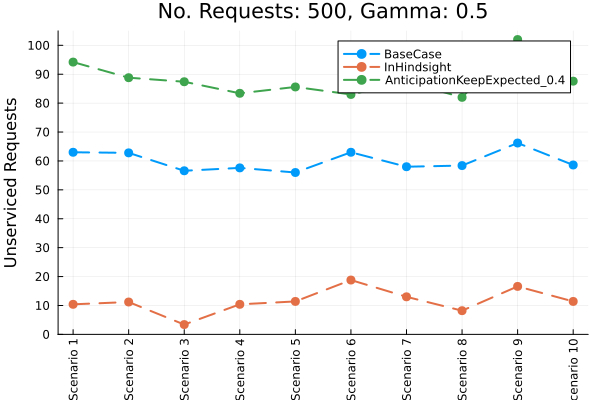 No. Requests: 500, Gamma: 0.5
Unserviced Requests
100
90
80
70
60
50
40
30
20
10
0
BaseCase
InHindsight
AnticipationKeepExpected_0.4
Scenario 1
Scenario 2
Scenario 3
Scenario 4
Scenario 5
Scenario 6
Scenario 7
Scenario 8
Scenario 9
cenario 10